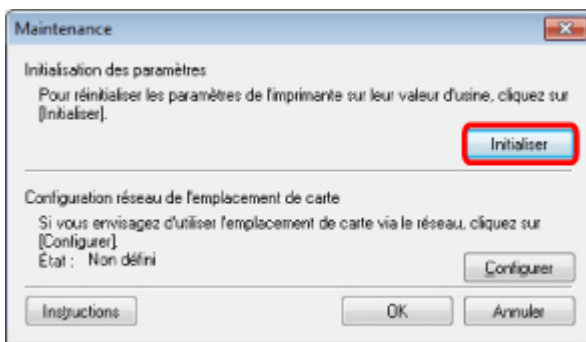 Maintenance
Initialisation des paramètres
Pour réinitialiser les paramètres de l'imprimante sur leur valeur d'usine, cliquez sur
[Initialiser].
Initialiser
Configuration réseau de l'emplacement de carte
Si vous envisagez d'utiliser l'emplacement de carte via le réseau, cliquez sur
[Configurer].
État : Non défini
Configurer
Instructions OK Annuler